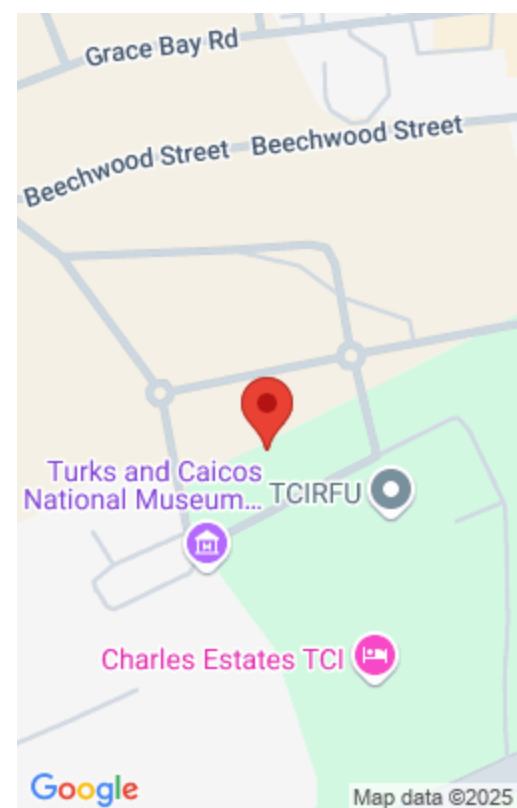 Grace Bay Rd
Beechwood Street
Beechwood Street
Turks and Caicos
National Museum...
TCIRFU
Charles Estates TCI
Google
Map data ©2025